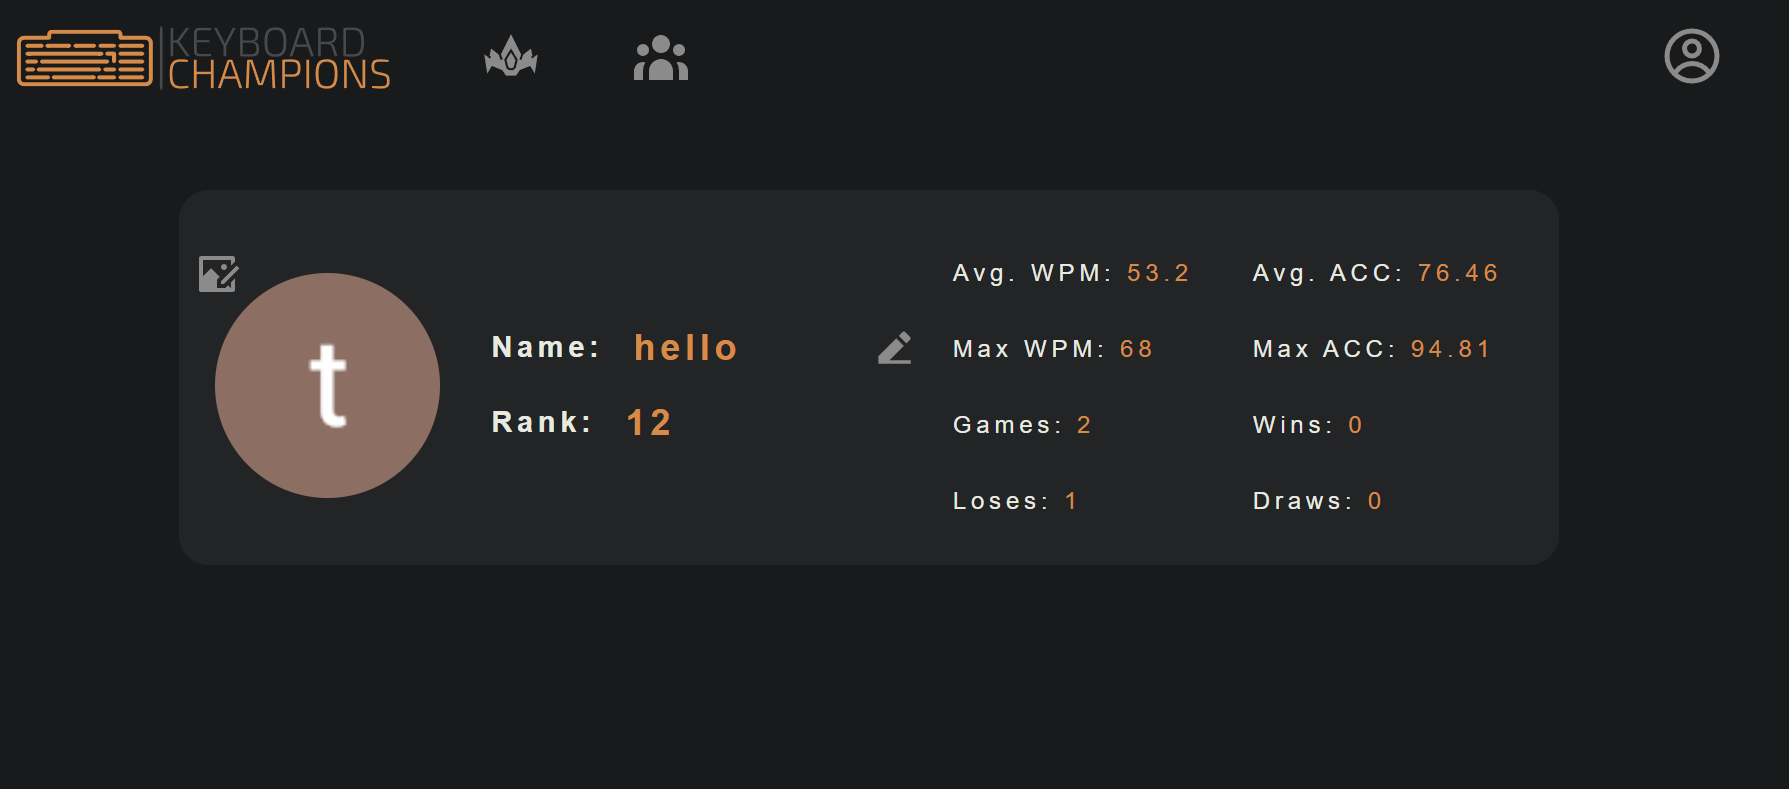 KEYBOARD
CHAMPIONS
t
Name: hello
Rank: 12
Avg. WPM: 53.2
Avg. ACC: 76.46
Max WPM: 68
Max ACC: 94.81
Games: 2
Wins: 0
Loses: 1
Draws: 0